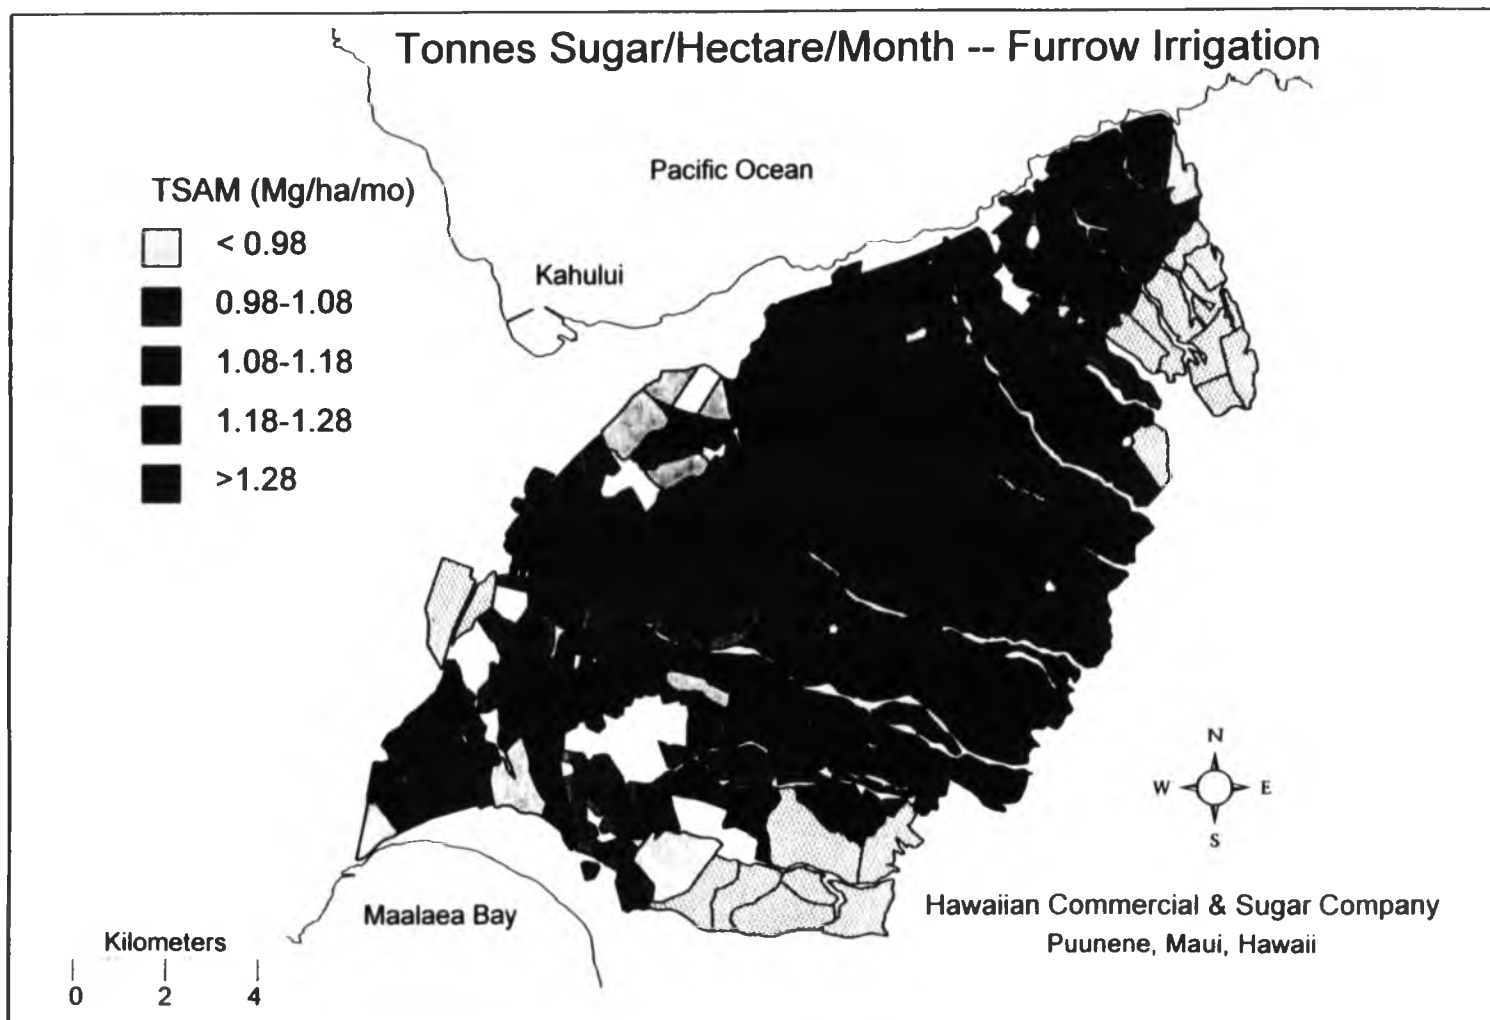 Tonnes Sugar/Hectare/Month -- Furrow Irrigation
Pacific Ocean
TSAM (Mg/ha/mo)
< 0.98
0.98-1.08
1.08-1.18
1.18-1.28
>1.28
Kahului
N
W E
S
Maalaea Bay
Hawaiian Commercial & Sugar Company
Puunene, Maui, Hawaii
Kilometers
0 2 4